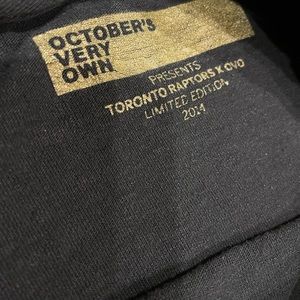 OCTOBER'S
VERY
OWN
PRESENTS
TORONTO RAPTORS X OVO
LIMITED EDITION
2014